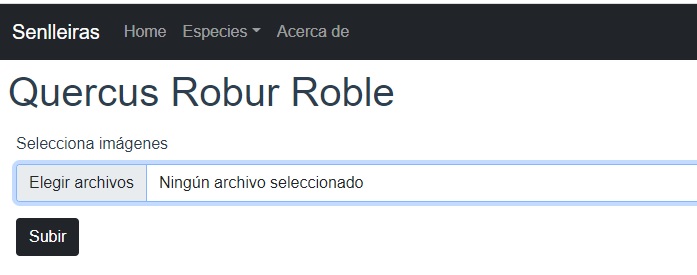 Senlleiras Home Especies Acerca de
Quercus Robur Roble
Selecciona imágenes
Elegir archivos Ningún archivo seleccionado
Subir